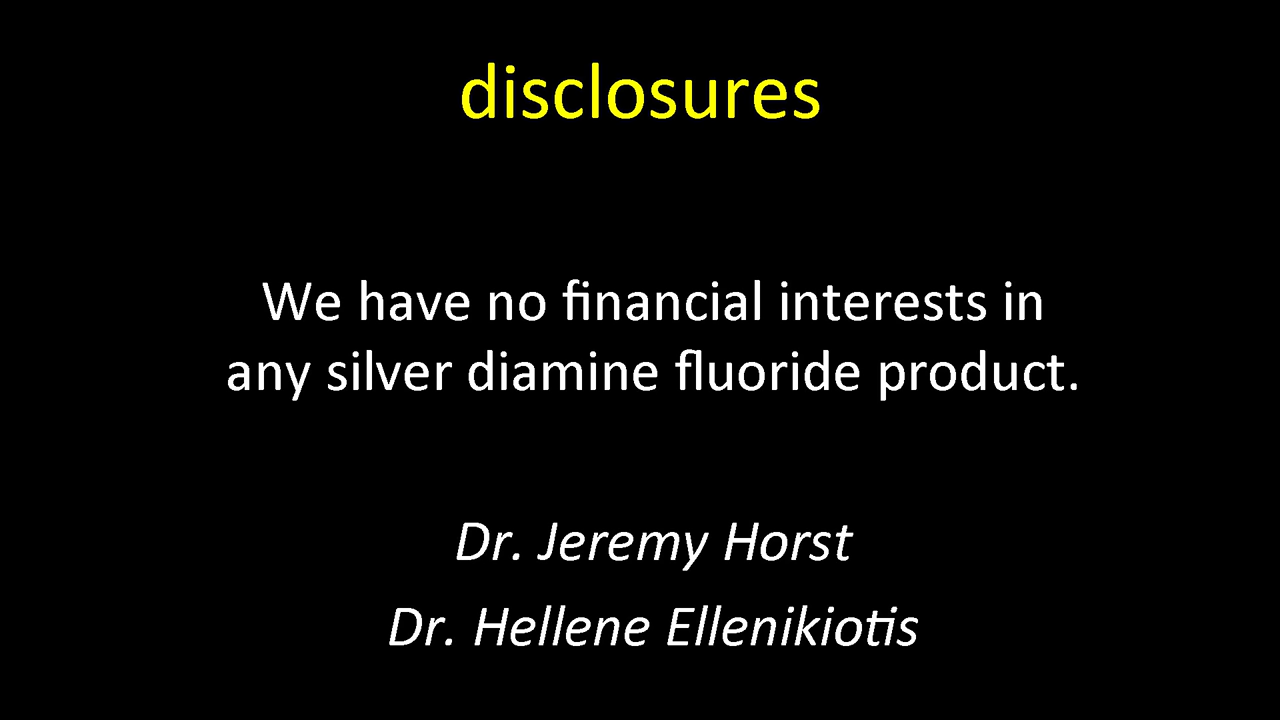 disclosures
We have no financial interests in
any silver diamine fluoride product.
Dr. Jeremy Horst
Dr. Hellene Ellenikiotis